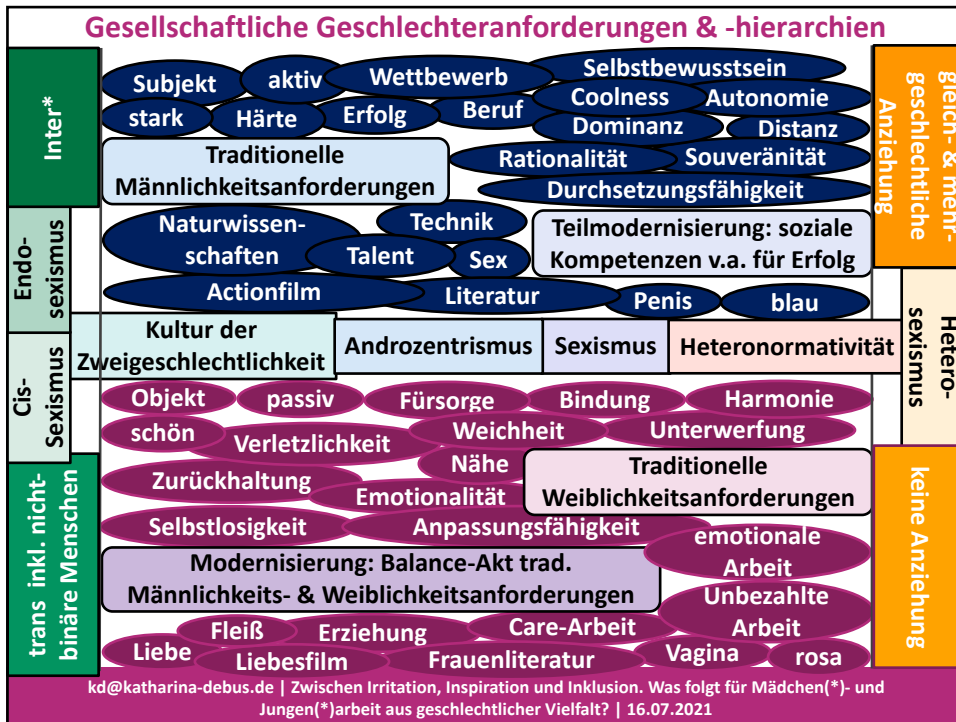 Gesellschaftliche Geschlechteranforderungen & -hierarchien
Inter*
Endo-
sexismus
Cis-
Sexismus
trans inkl. nicht-
binäre Menschen
Subjekt
aktiv
Wettbewerb
Selbstbewusstsein
stark
Härte
Erfolg
Beruf
Coolness
Autonomie
Dominanz
Distanz
Traditionelle
Männlichkeitsanforderungen
Rationalität
Souveränität
Durchsetzungsfähigkeit
Naturwissen-
schaften
Technik
Talent
Sex
Teilmodernisierung: soziale
Kompetenzen v.a. für Erfolg
Actionfilm
Literatur
Penis
blau
Kultur der
Zweigeschlechtlichkeit
Androzentrismus
Sexismus
Heteronormativität
Objekt
passiv
Fürsorge
Bindung
Harmonie
schön
Verletzlichkeit
Weichheit
Unterwerfung
Zurückhaltung
Nähe
Emotionalität
Traditionelle
Weiblichkeitsanforderungen
Selbstlosigkeit
Anpassungsfähigkeit
emotionale
Arbeit
Modernisierung: Balance-Akt trad.
Männlichkeits- & Weiblichkeitsanforderungen
Unbezahlte
Arbeit
Fleiß
Erziehung
Care-Arbeit
Liebe
Liebesfilm
Frauenliteratur
Vagina
rosa
gleich- & mehr-
geschlechtliche
Anziehung
Hetero-
sexismus
keine Anziehung
kd@katharina-debus.de | Zwischen Irritation, Inspiration und Inklusion. Was folgt für Mädchen(*)- und
Jungen(*)arbeit aus geschlechtlicher Vielfalt? | 16.07.2021